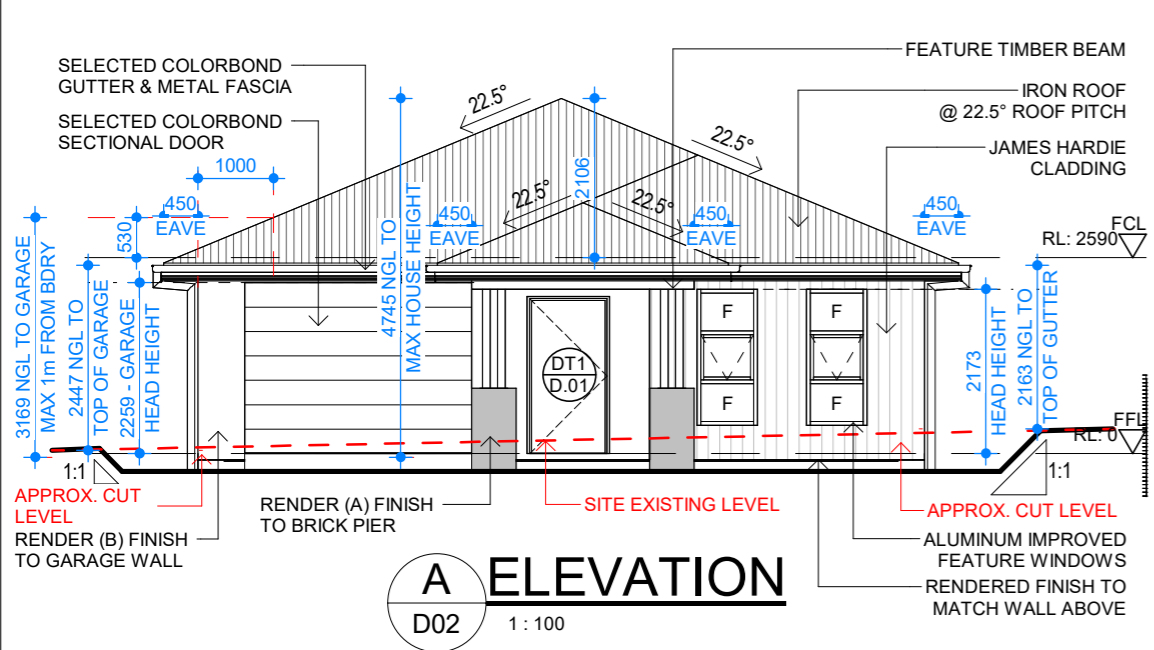 SELECTED COLORBOND
GUTTER & METAL FASCIA
SELECTED COLORBOND
SECTIONAL DOOR
FEATURE TIMBER BEAM
IRON ROOF
@ 22.5° ROOF PITCH
JAMES HARDIE
CLADDING
22.5°
22.5°
22.5°
22.5°
1000
450
EAVE
450
EAVE
450
EAVE
450
EAVE
530
2106
FCL
RL: 2590
3169 NGL TO GARAGE
MAX 1m FROM BDRY
2447 NGL TO
TOP OF GARAGE
2259 - GARAGE
HEAD HEIGHT
4745 NGL TO
MAX HOUSE HEIGHT
2173
HEAD HEIGHT
2163 NGL TO
TOP OF GUTTER
F
F
F
F
DT1
D.01
FFL
RL: 0
1:1
1:1
APPROX. CUT
LEVEL
RENDER (B) FINISH
TO GARAGE WALL
RENDER (A) FINISH
TO BRICK PIER
SITE EXISTING LEVEL
APPROX. CUT LEVEL
ALUMINUM IMPROVED
FEATURE WINDOWS
RENDERED FINISH TO
MATCH WALL ABOVE
A
D02
ELEVATION
1 : 100